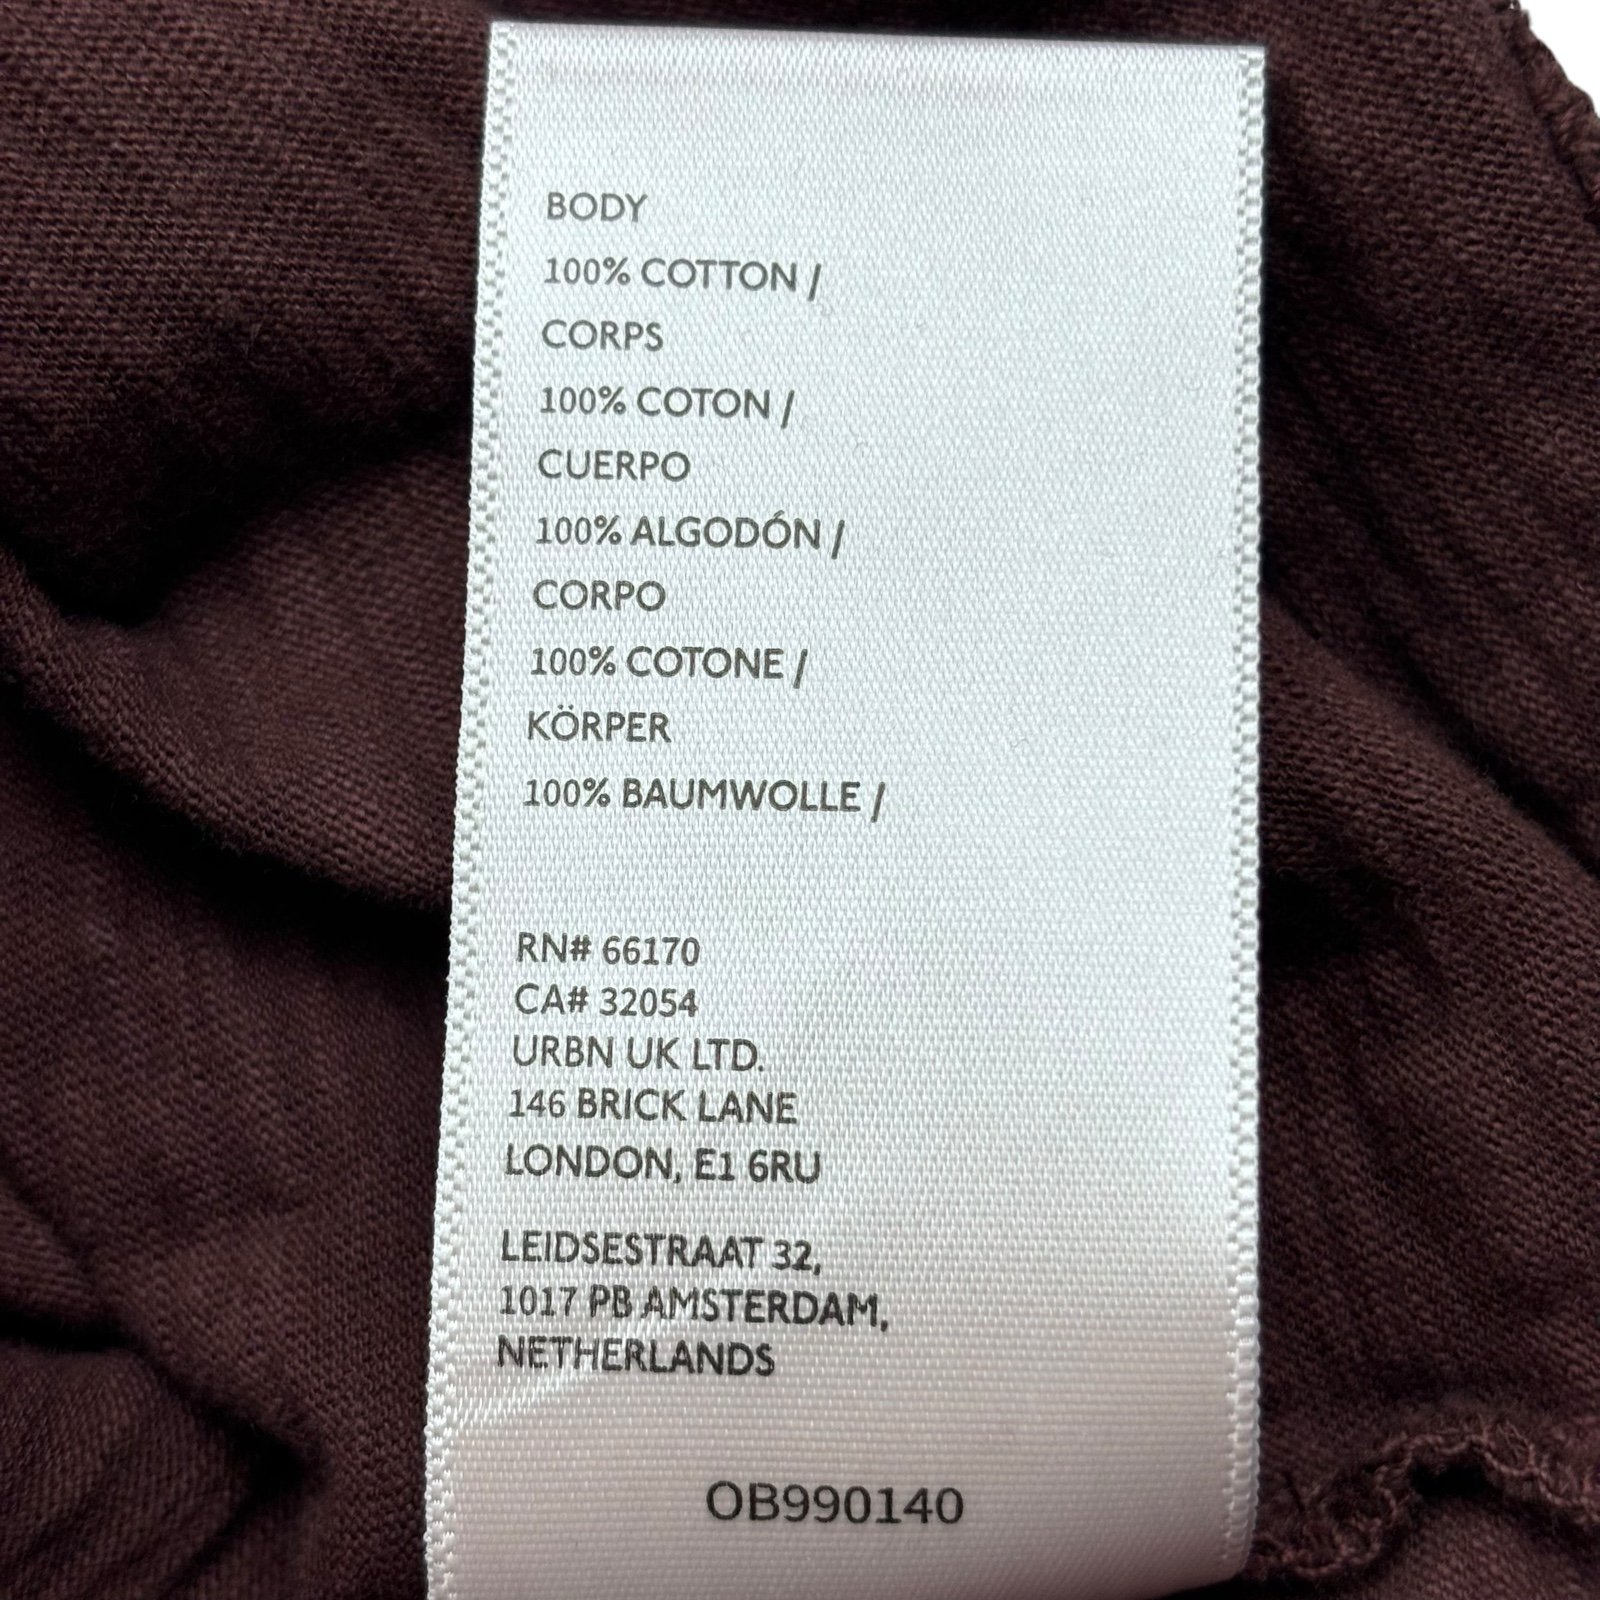 BODY
100% COTTON /
CORPS
100% COTON /
CUERPO
100% ALGODÓN /
CORPO
100% COTONE /
KÖRPER
100% BAUMWOLLE /
RN# 66170
CA# 32054
URBN UK LTD.
146 BRICK LANE
LONDON, E1 6RU
LEIDSESTRAAT 32,
1017 PB AMSTERDAM,
NETHERLANDS
OB990140